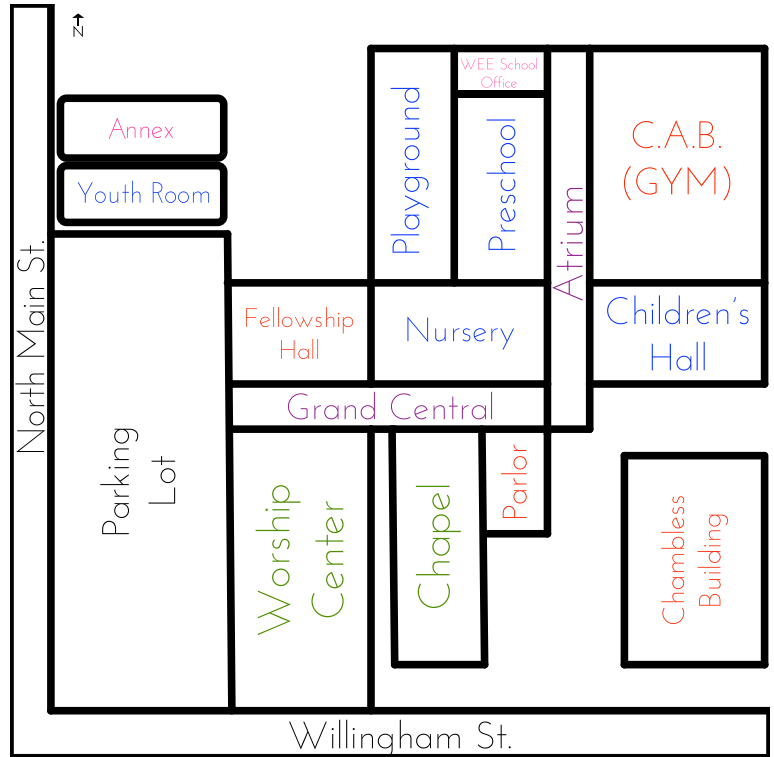 N
WEE School
Office
Annex
Youth Room
Playground
Preschool
Atrium
C.A.B.
(GYM)
North Main St.
Fellowship
Hall
Nursery
Children's
Hall
Grand Central
Parking
Lot
Worship
Center
Chapel
Parlor
Chambless
Building
Willingham St.